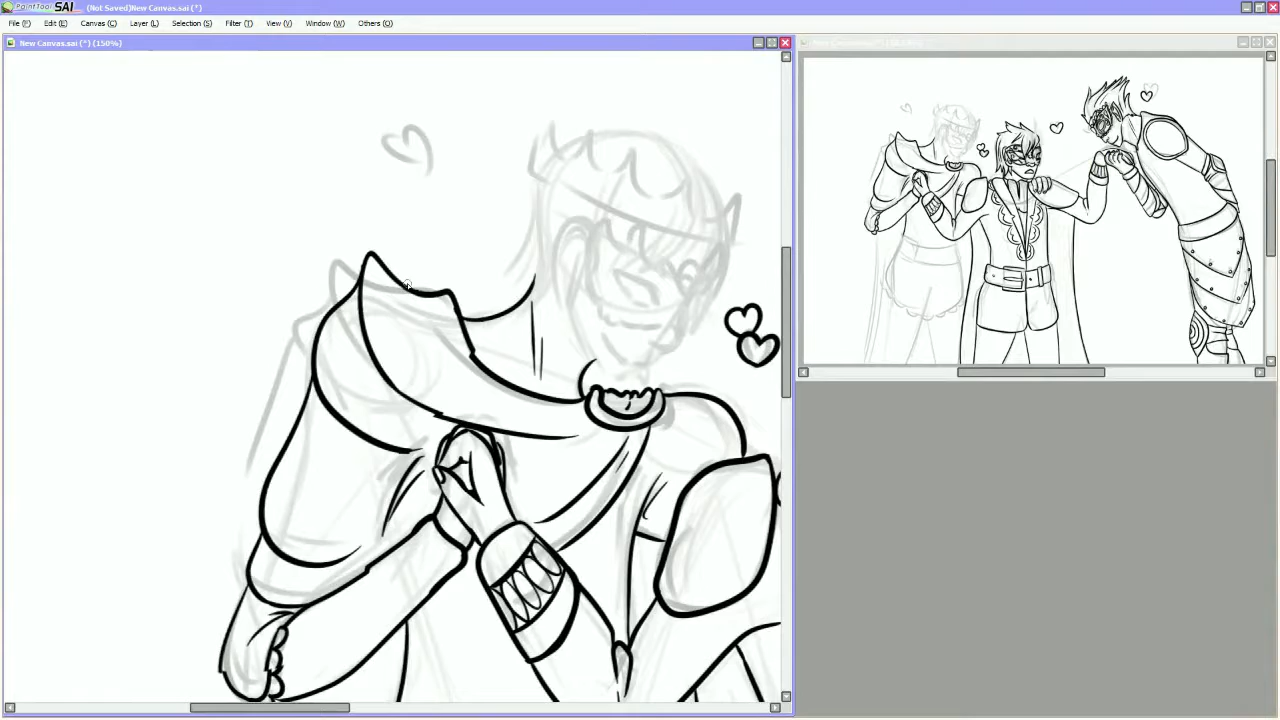 PaintTool SAI (Not Saved)New Canvas.sai (*)
File (F) Edit (E) Canvas (C) Layer (L) Selection (S) Filter (T) View (V) Window (W) Others (O)
New Canvas.sai (*) (150%)